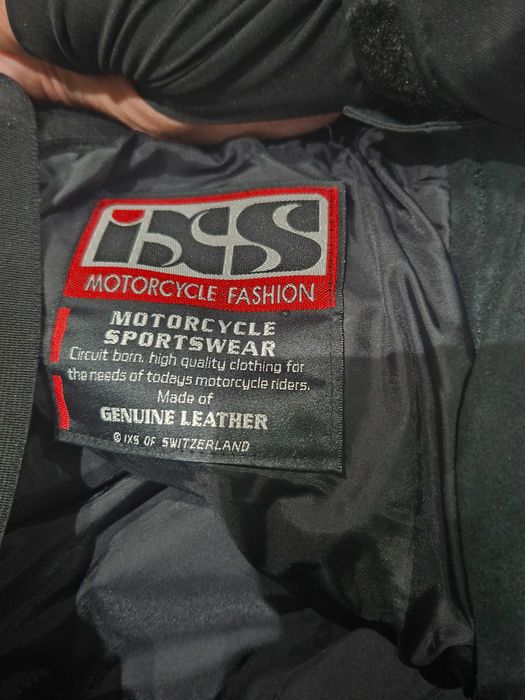 iXS
MOTORCYCLE FASHION
MOTORCYCLE
SPORTSWEAR
Circuit born. high quality clothing for
the needs of todays motorcycle riders.
Made of
GENUINE LEATHER
© IXS OF SWITZERLAND